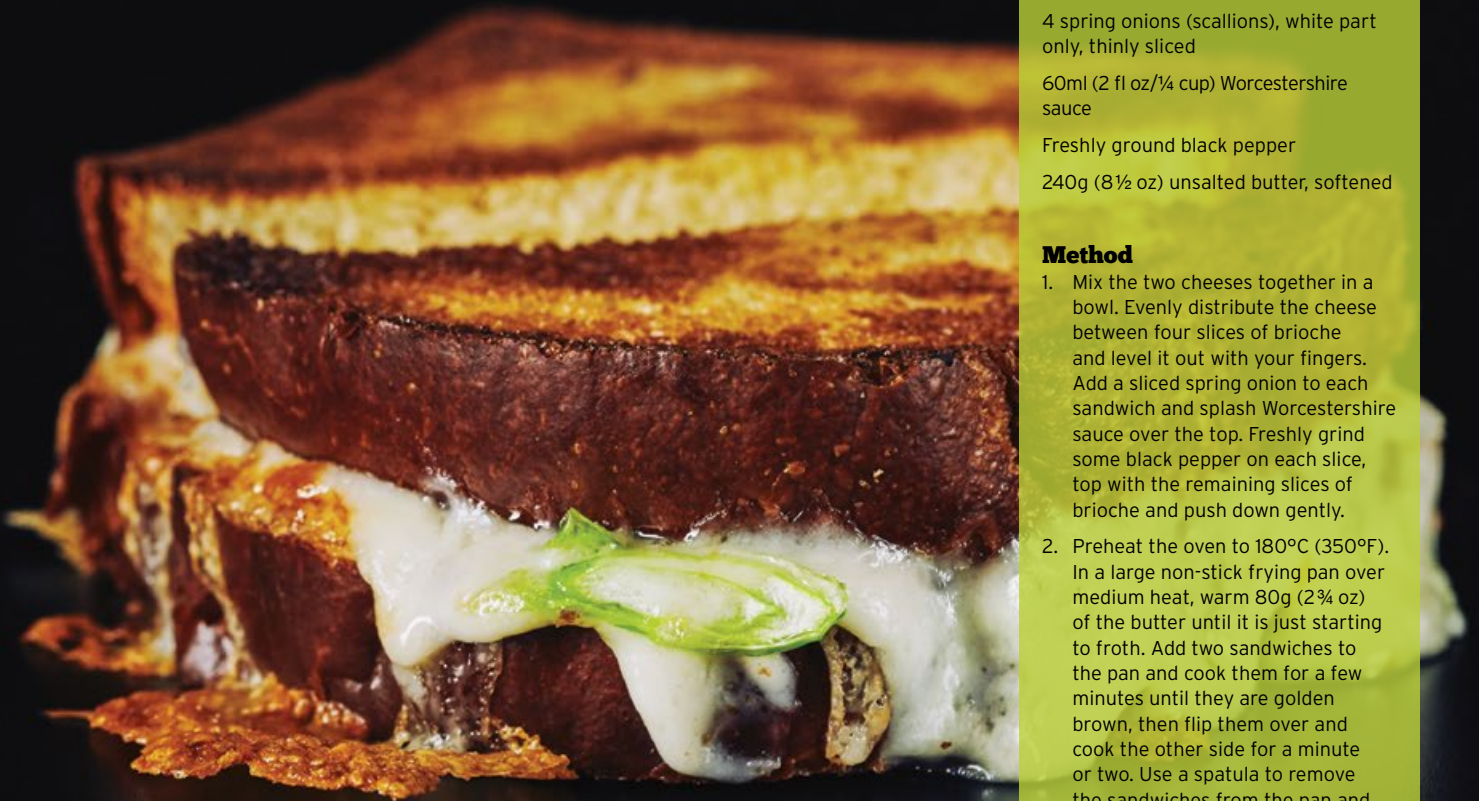 4 spring onions (scallions), white part
only, thinly sliced
60ml (2 fl oz/¼ cup) Worcestershire
sauce
Freshly ground black pepper
240g (8½ oz) unsalted butter, softened
Method
1. Mix the two cheeses together in a
bowl. Evenly distribute the cheese
between four slices of brioche
and level it out with your fingers.
Add a sliced spring onion to each
sandwich and splash Worcestershire
sauce over the top. Freshly grind
some black pepper on each slice,
top with the remaining slices of
brioche and push down gently.
2. Preheat the oven to 180°C (350°F).
In a large non-stick frying pan over
medium heat, warm 80g (2¾ oz)
of the butter until it is just starting
to froth. Add two sandwiches to
the pan and cook them for a few
minutes until they are golden
brown, then flip them over and
cook the other side for a minute
or two. Use a spatula to remove
the sandwiches from the pan and